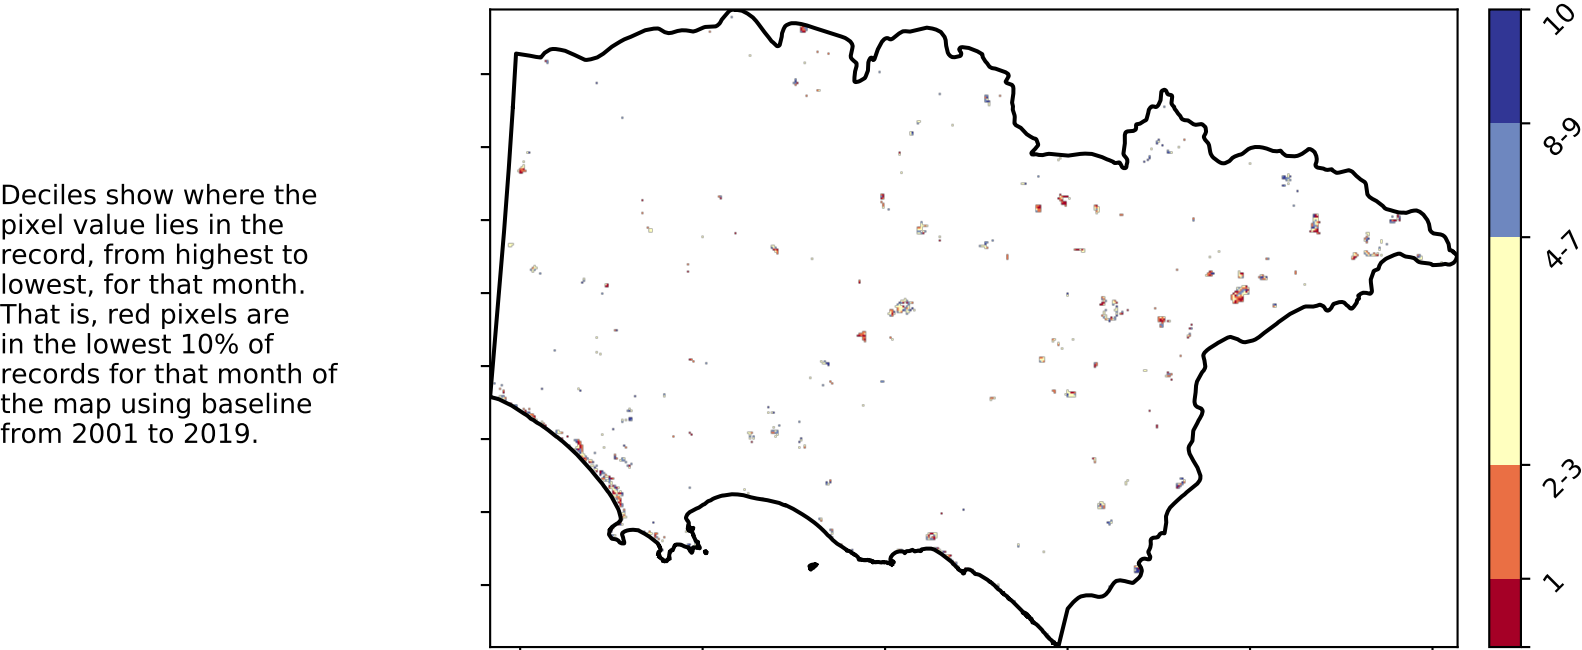 Deciles show where the
pixel value lies in the
record, from highest to
lowest, for that month.
That is, red pixels are
in the lowest 10% of
records for that month of
the map using baseline
from 2001 to 2019.
10
8-9
4-7
2-3
1